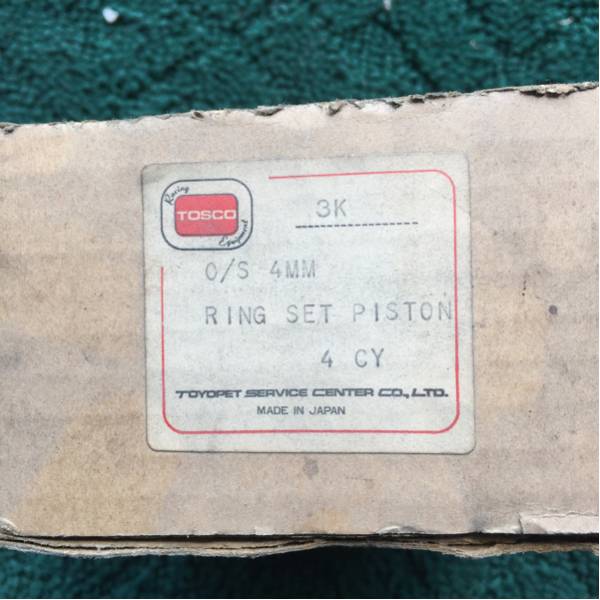 Racing
TOSCO
Equipment
3K
O/S 4MM
RING SET PISTON
4 CY
TOYOPET SERVICE CENTER CO., LTD.
MADE IN JAPAN